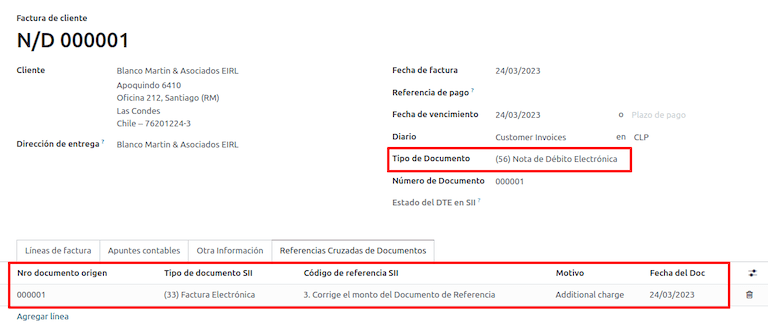 Factura de cliente
N/D 000001
Cliente Blanco Martin & Asociados EIRL
Apoquindo 6410
Oficina 212, Santiago (RM)
Las Condes
Chile – 76201224-3
Dirección de entrega ? Blanco Martin & Asociados EIRL
Fecha de factura 24/03/2023
Referencia de pago ?
Fecha de vencimiento 24/03/2023 o Plazo de pago
Diario Customer Invoices en CLP
Tipo de Documento (56) Nota de Débito Electrónica
Número de Documento 000001
Estado del DTE en SII ?
Líneas de factura Apuntes contables Otra Información Referencias Cruzadas de Documentos
Nro documento origen Tipo de documento SII Código de referencia SII Motivo Fecha del Doc
000001 (33) Factura Electrónica 3. Corrige el monto del Documento de Referencia Additional charge 24/03/2023
Agregar línea